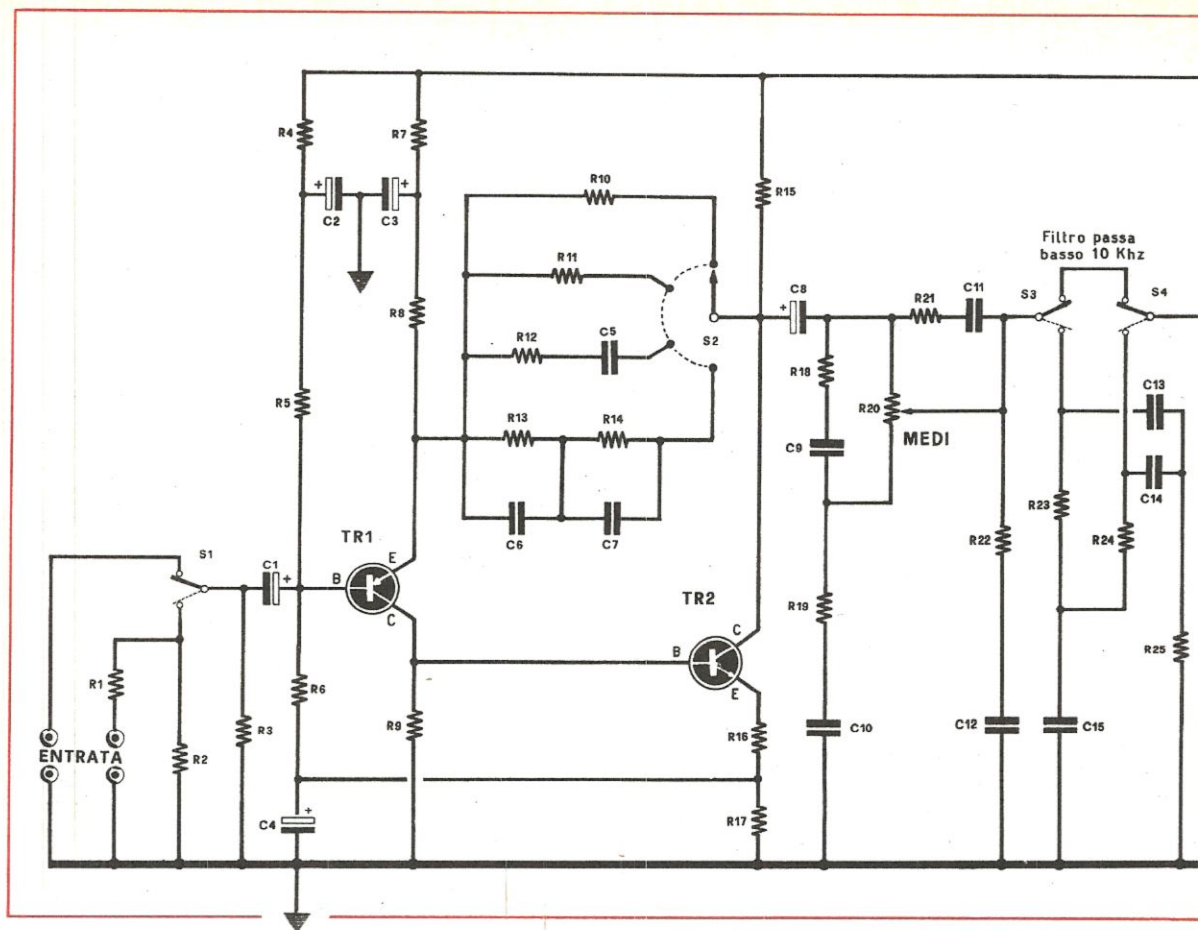 R4
R7
+
C2
C3
+
R10
R15
R11
S2
R12
C5
R8
R5
R13
R14
C6
C7
+
C8
R21
C11
Filtro passa
basso 10 Khz
S3
S4
R18
R20
MEDI
C9
C13
C14
R23
R24
R22
R19
R25
C10
C12
C15
S1
C1
+
TR1
B
E
C
TR2
B
C
E
R1
R2
R3
R6
R9
R16
R17
ENTRATA
C4
+